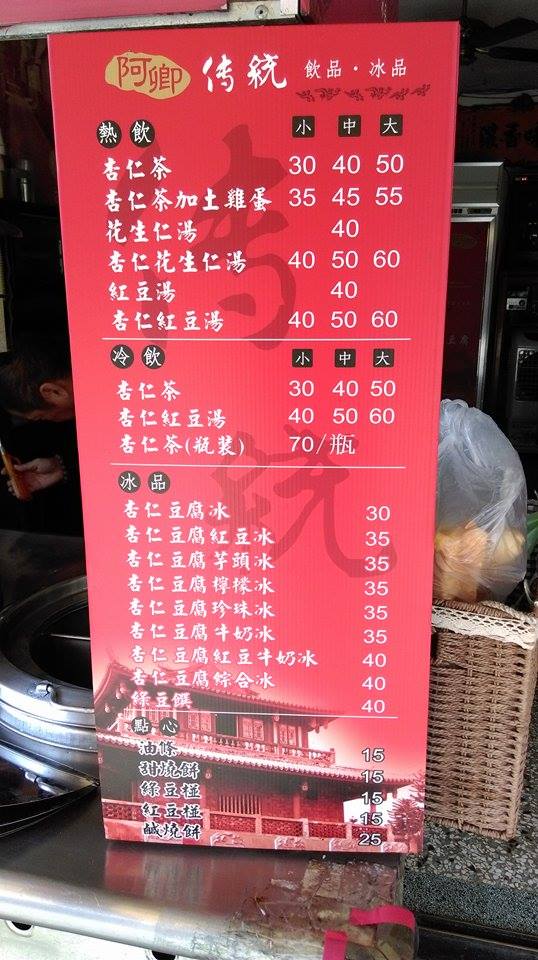 阿卿 傳統 飲品·冰品
熱飲 小 中 大
杏仁茶 30 40 50
杏仁茶加土雞蛋 35 45 55
花生仁湯 40
杏仁花生仁湯 40 50 60
紅豆湯 40
杏仁紅豆湯 40 50 60
冷飲 小 中 大
杏仁茶 30 40 50
杏仁紅豆湯 40 50 60
杏仁茶(瓶裝) 70/瓶
冰品
杏仁豆腐冰 30
杏仁豆腐紅豆冰 35
杏仁豆腐芋頭冰 35
杏仁豆腐檸檬冰 35
杏仁豆腐珍珠冰 35
杏仁豆腐牛奶冰 35
杏仁豆腐紅豆牛奶冰 40
杏仁豆腐綜合冰 40
綠豆饌 40
點心
油條 15
甜燒餅 15
綠豆椪 15
紅豆椪 15
鹹燒餅 25
傳統